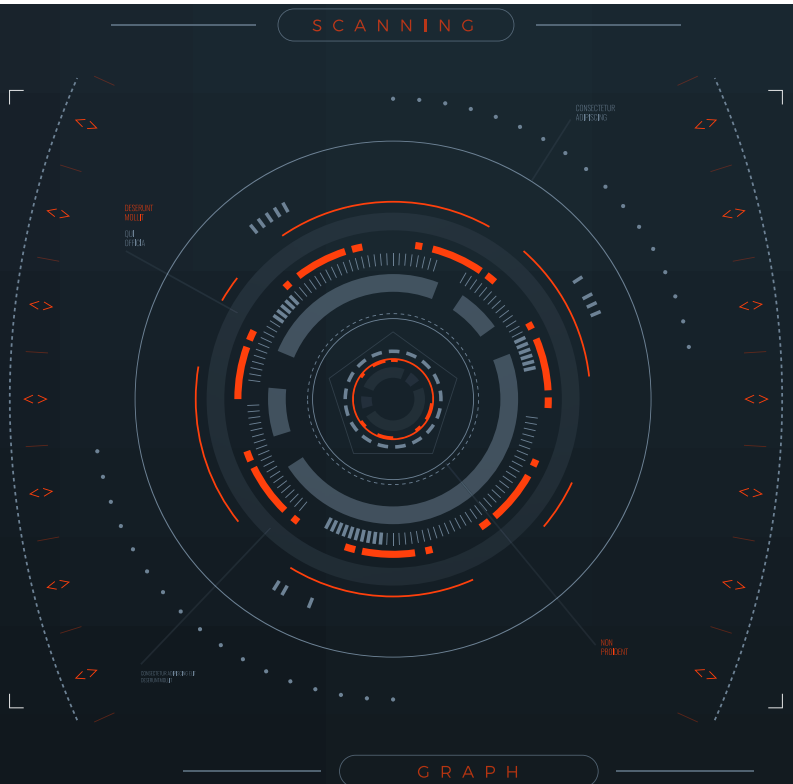 SCANNING
CONSECTETUR
ADIPISCING
DESERUNT
MOLLIT
QUI
OFFICIA
NON
PROIDENT
GRAPH